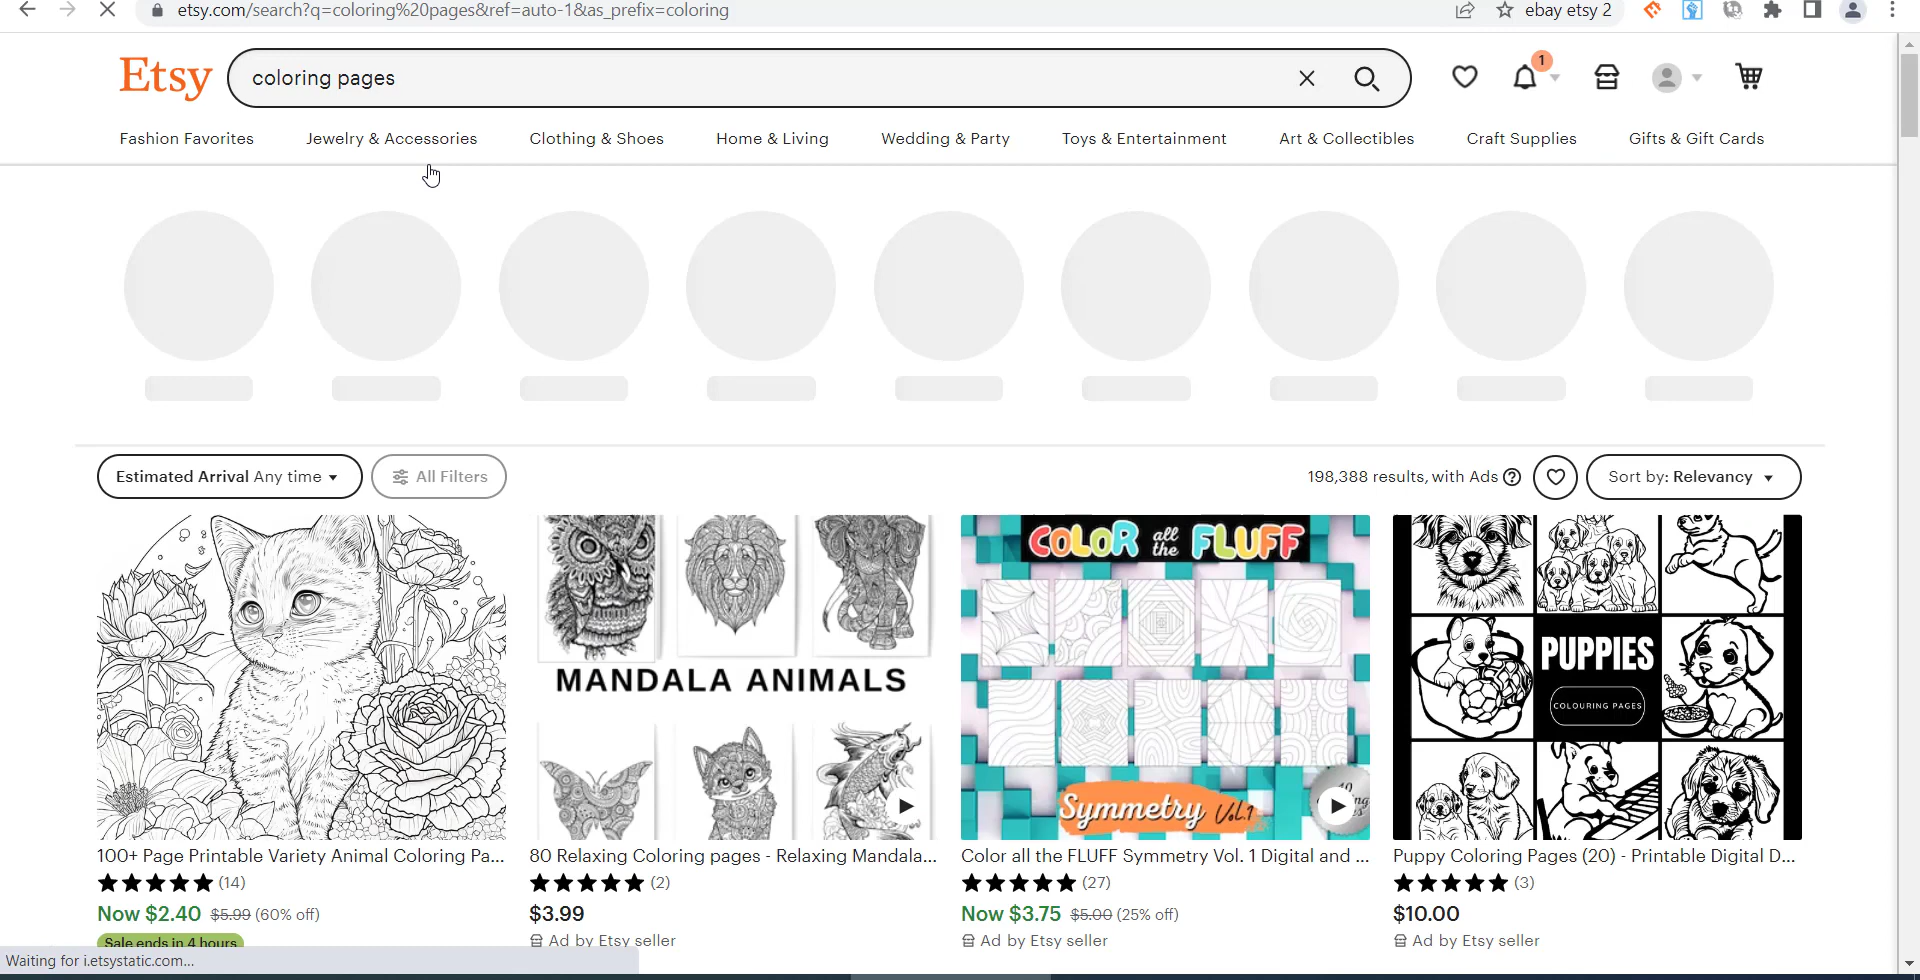 etsy.com/search?q=coloring%20pages&ref=auto-1&as_prefix=coloring
ebay etsy 2
Etsy
coloring pages
1
Fashion Favorites
Jewelry & Accessories
Clothing & Shoes
Home & Living
Wedding & Party
Toys & Entertainment
Art & Collectibles
Craft Supplies
Gifts & Gift Cards
Estimated Arrival Any time
All Filters
198,388 results, with Ads
Sort by: Relevancy
MANDALA ANIMALS
COLOR all the FLUFF
Symmetry Vol.1
PUPPIES
COLOURING PAGES
100+ Page Printable Variety Animal Coloring Pa...
(14)
Now $2.40 $5.99 (60% off)
Sale ends in 4 hours
80 Relaxing Coloring pages - Relaxing Mandala...
(2)
$3.99
Ad by Etsy seller
Color all the FLUFF Symmetry Vol. 1 Digital and ...
(27)
Now $3.75 $5.00 (25% off)
Ad by Etsy seller
Puppy Coloring Pages (20) - Printable Digital D...
(3)
$10.00
Ad by Etsy seller
Waiting for i.etsystatic.com...